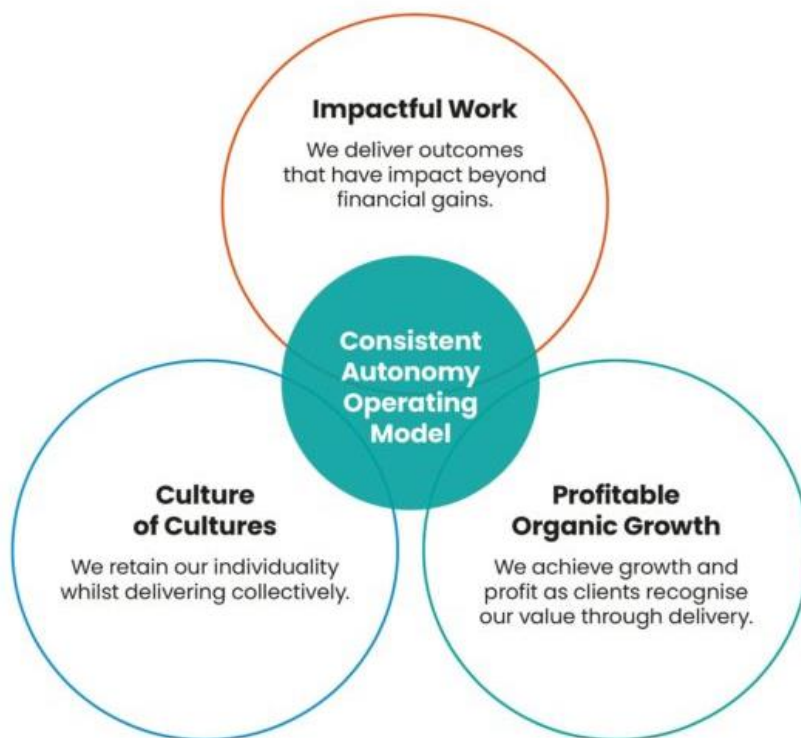 Impactful Work
We deliver outcomes
that have impact beyond
financial gains.
Consistent
Autonomy
Operating
Model
Culture
of Cultures
We retain our individuality
whilst delivering collectively.
Profitable
Organic Growth
We achieve growth and
profit as clients recognise
our value through delivery.